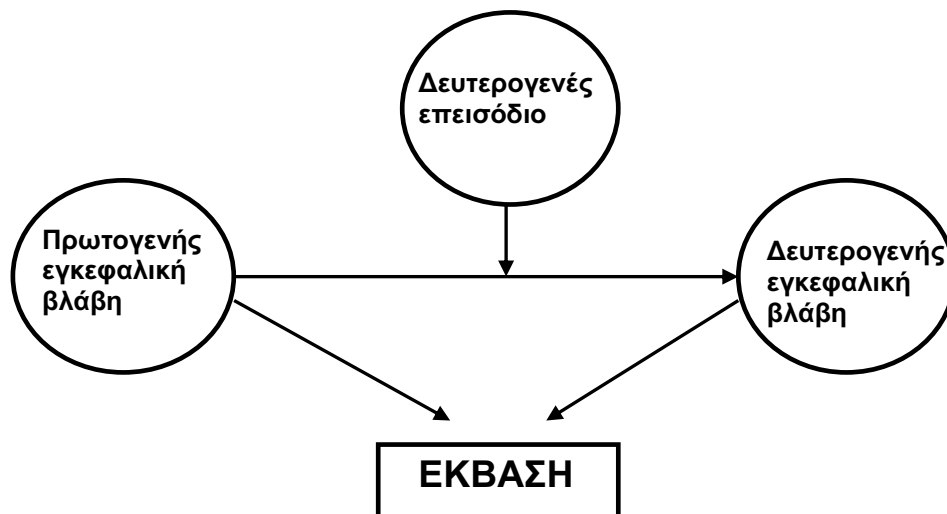 Δευτερογενές
επεισόδιο
Πρωτογενής
εγκεφαλική
βλάβη
Δευτερογενής
εγκεφαλική
βλάβη
ΕΚΒΑΣΗ